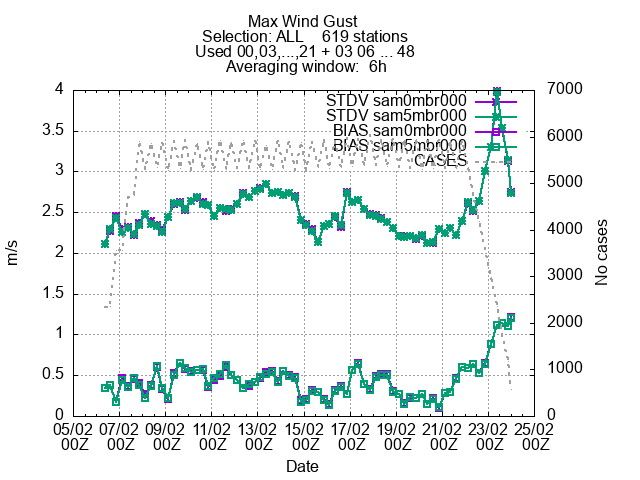 Max Wind Gust
Selection: ALL 619 stations
Used 00,03,...,21 + 03 06 ... 48
Averaging window: 6h
STDV sam0mbr000
STDV sam5mbr000
BIAS sam0mbr000
BIAS sam5mbr000
CASES
4
3.5
3
2.5
2
1.5
1
0.5
0
m/s
7000
6000
5000
4000
3000
2000
1000
0
No cases
05/02 07/02 09/02 11/02 13/02 15/02 17/02 19/02 21/02 23/02 25/02
00Z 00Z 00Z 00Z 00Z 00Z 00Z 00Z 00Z 00Z 00Z
Date